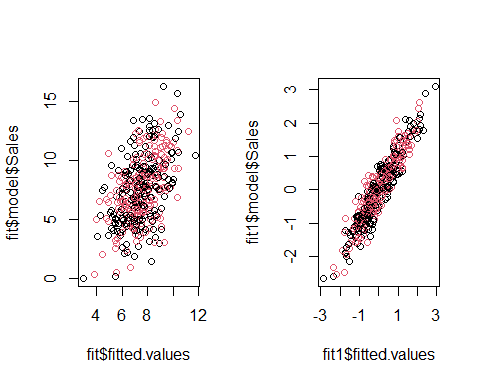 fit$model$Sales
15
10
5
0
4 6 8 12
fit$fitted.values
fit1$model$Sales
3
2
1
0
-2
-3 -1 1 3
fit1$fitted.values